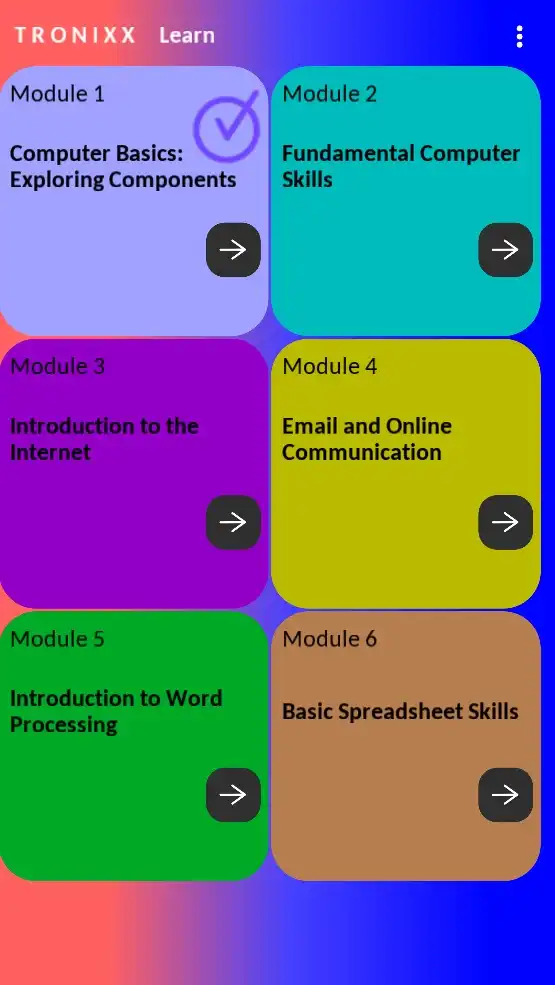 TRONIXX Learn
Module 1
Computer Basics:
Exploring Components
Module 2
Fundamental Computer
Skills
Module 3
Introduction to the
Internet
Module 4
Email and Online
Communication
Module 5
Introduction to Word
Processing
Module 6
Basic Spreadsheet Skills